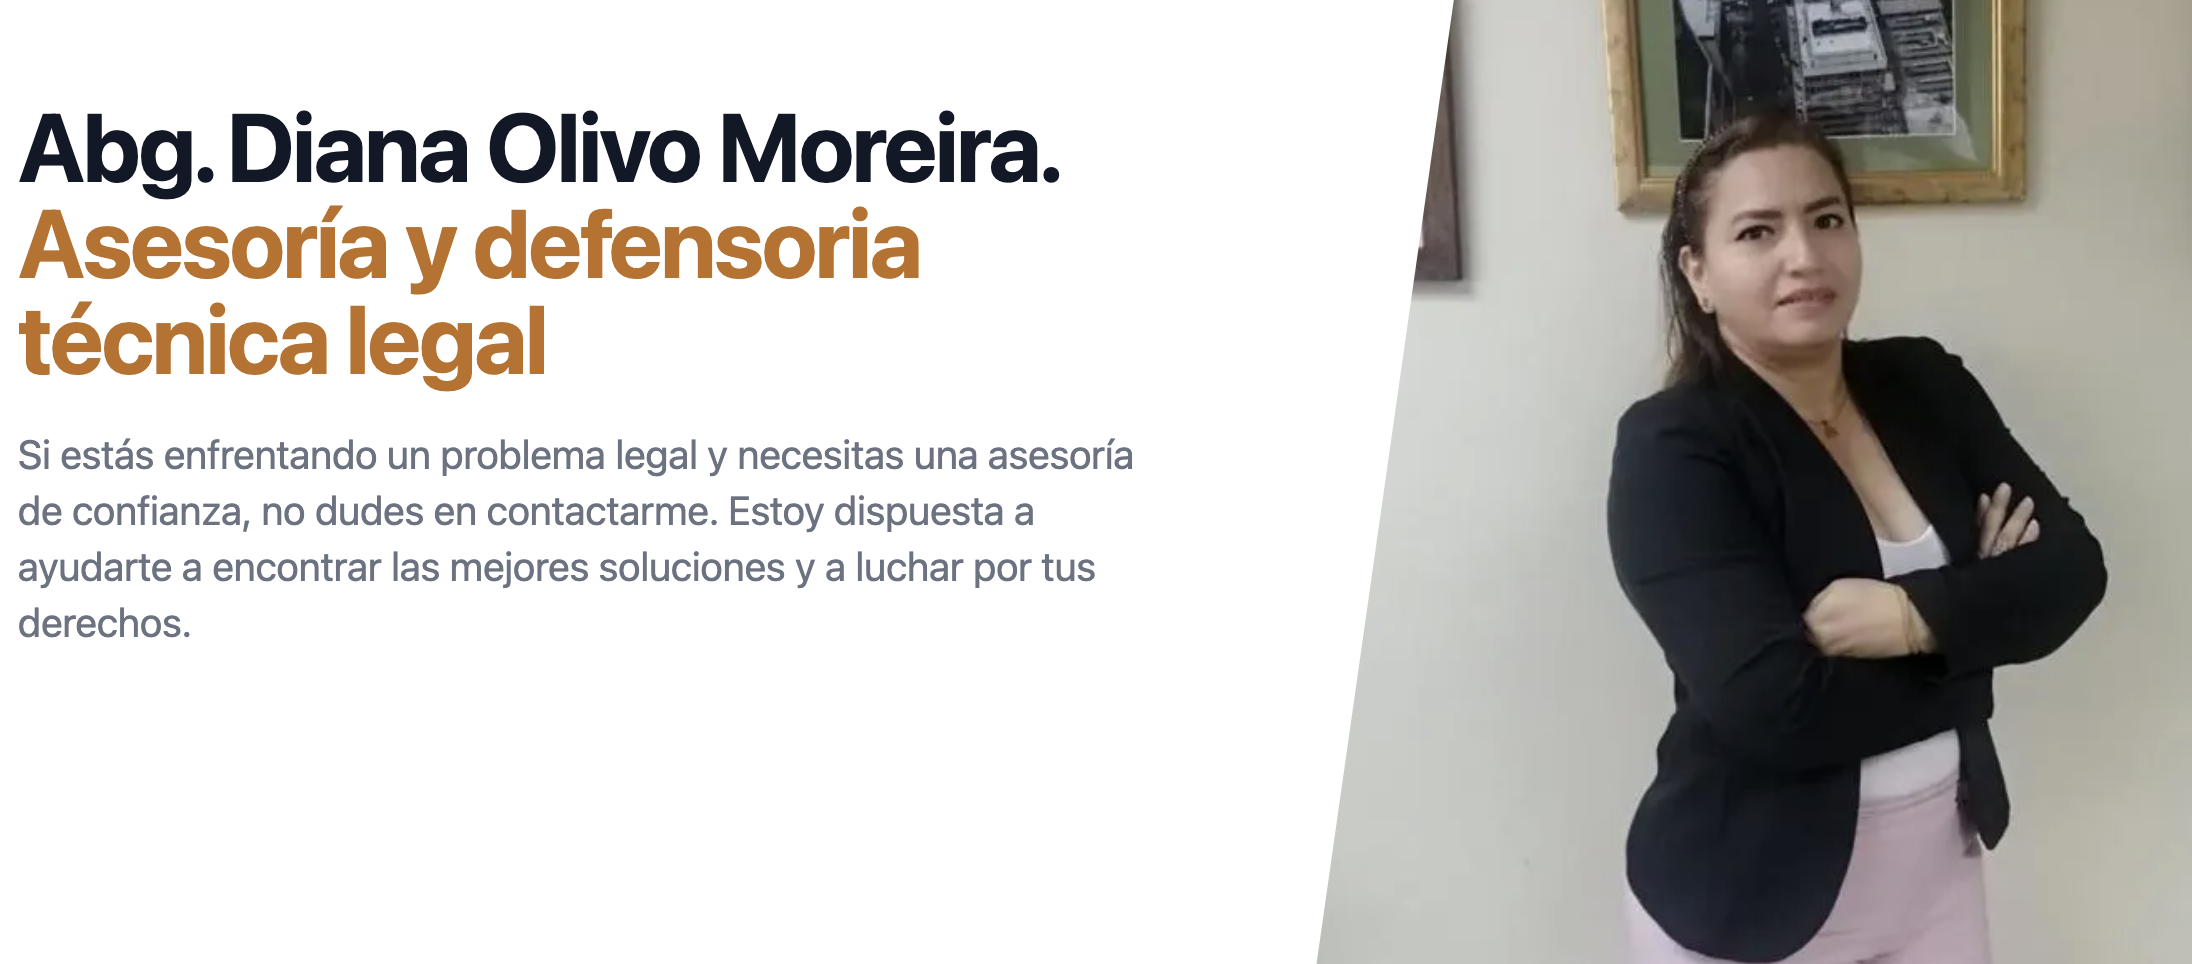 Abg. Diana Olivo Moreira.
Asesoría y defensoria
técnica legal
Si estás enfrentando un problema legal y necesitas una asesoría
de confianza, no dudes en contactarme. Estoy dispuesta a
ayudarte a encontrar las mejores soluciones y a luchar por tus
derechos.